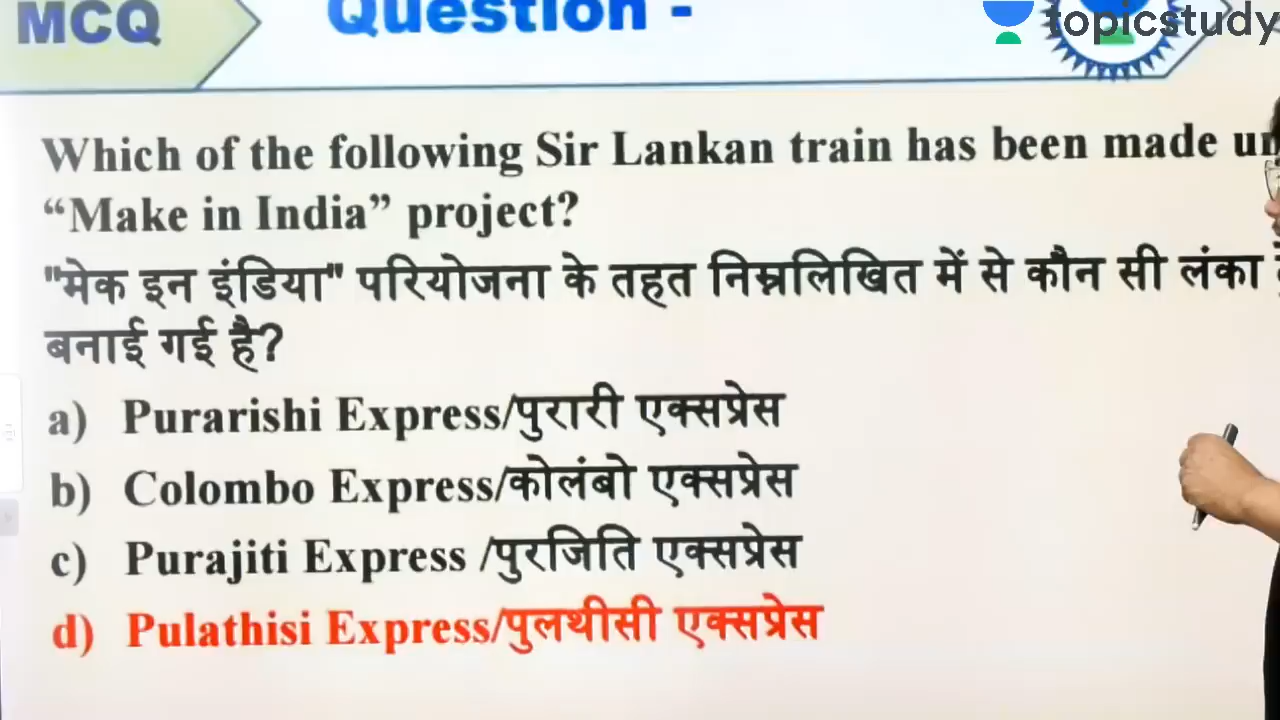 MCQ
Question -
topicstudy
Which of the following Sir Lankan train has been made
“Make in India” project?
"मेक इन इंडिया" परियोजना के तहत निम्नलिखित में से कौन सी लंका
बनाई गई है?
a) Purarishi Express/पुरारी एक्सप्रेस
b) Colombo Express/कोलंबो एक्सप्रेस
c) Purajiti Express /पुरजिति एक्सप्रेस
d) Pulathisi Express/पुलथीसी एक्सप्रेस